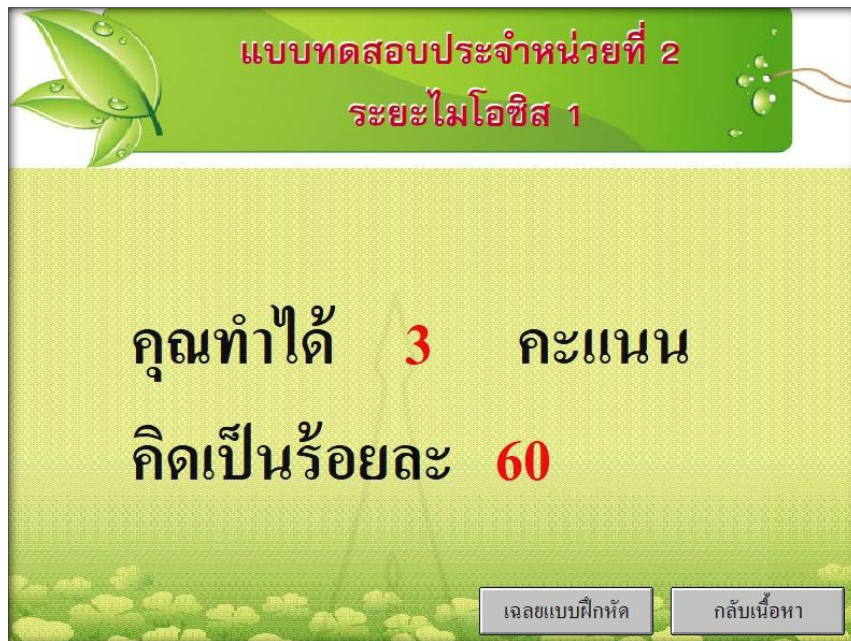 แบบทดสอบประจำหน่วยที่ 2
ระยะไมโอซิส 1
คุณทำได้ 3 คะแนน
คิดเป็นร้อยละ 60
เฉลยแบบฝึกหัด กลับเนื้อหา